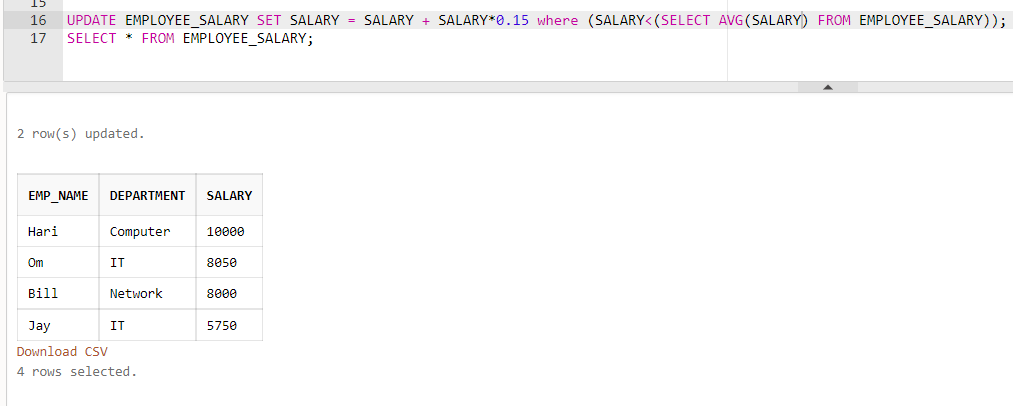 15
16 UPDATE EMPLOYEE_SALARY SET SALARY = SALARY + SALARY*0.15 where (SALARY<(SELECT AVG(SALARY) FROM EMPLOYEE_SALARY));
17 SELECT * FROM EMPLOYEE_SALARY;
2 row(s) updated.
EMP_NAME DEPARTMENT SALARY
Hari Computer 10000
Om IT 8050
Bill Network 8000
Jay IT 5750
Download CSV
4 rows selected.